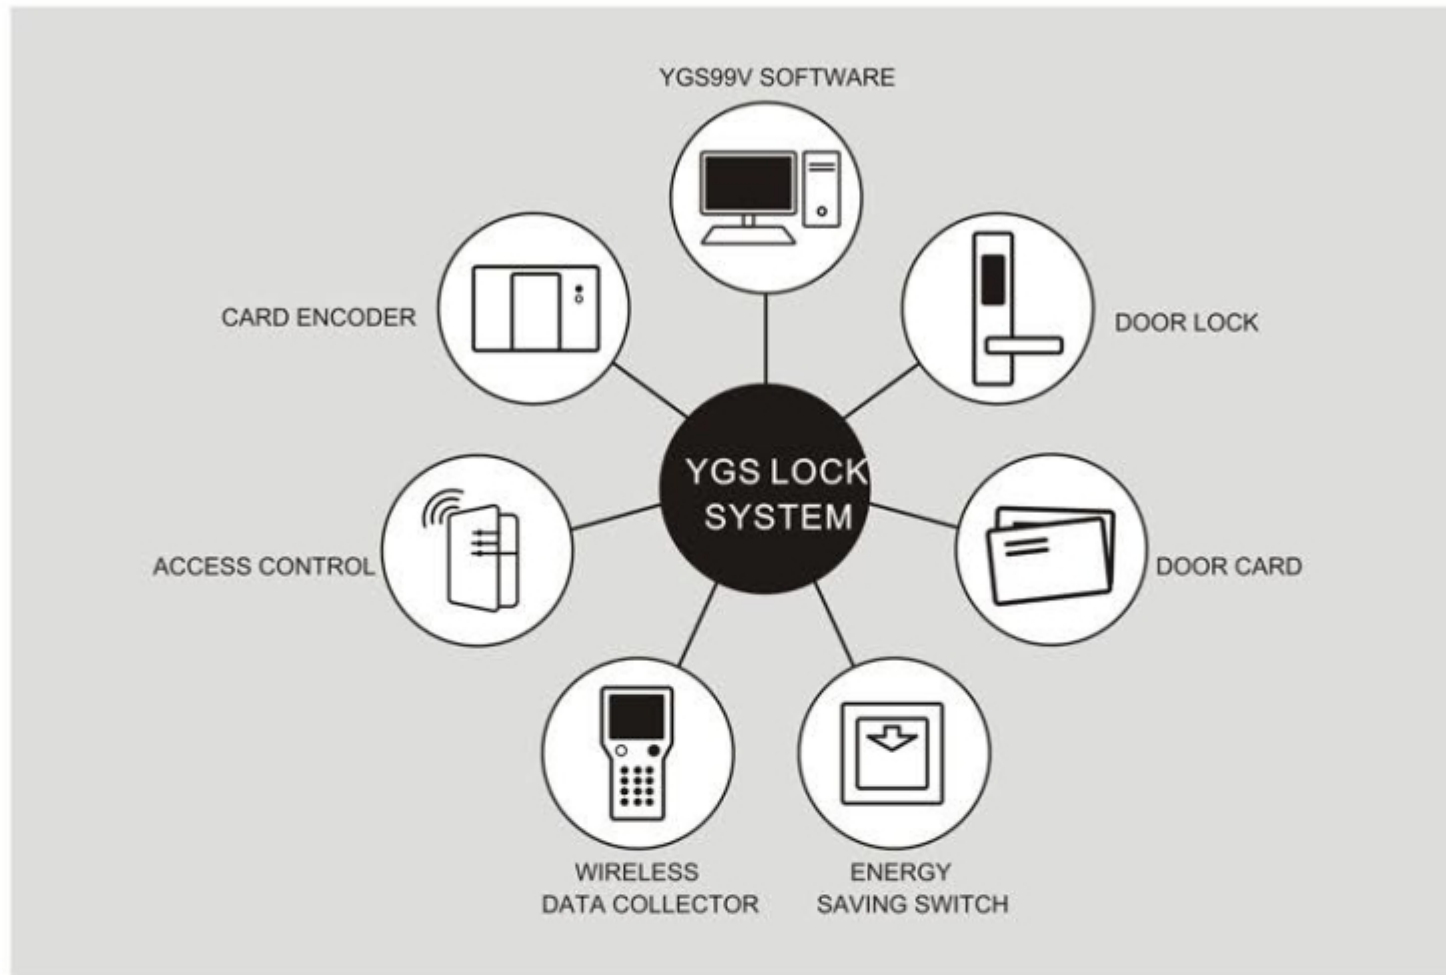 YGS99V SOFTWARE
CARD ENCODER
DOOR LOCK
YGS LOCK
SYSTEM
ACCESS CONTROL
DOOR CARD
WIRELESS
DATA COLLECTOR
ENERGY
SAVING SWITCH